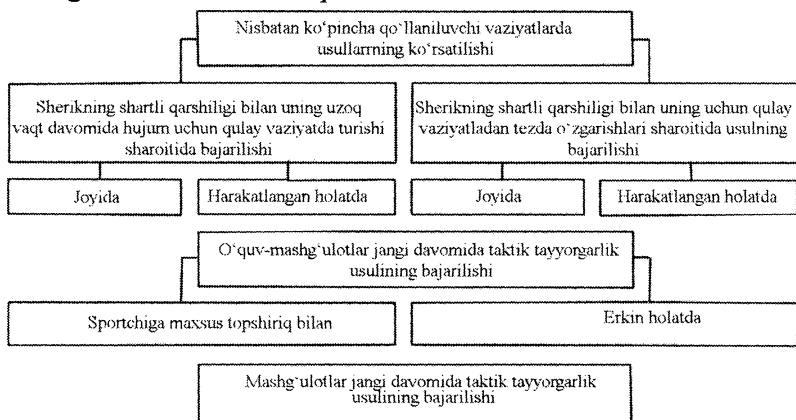 Nisbatan ko‘pincha qo‘llaniluvchi vaziyatlarda
usullarrning ko‘rsatilishi
Sherikning shartli qarshiligi bilan uning uzoq
vaqt davomida hujum uchun qulay vaziyatda turishi
sharoitida bajarilishi
Sherikning shartli qarshiligi bilan uning uchun qulay
vaziyatladan tezda o‘zgarishlari sharoitida usulning
bajarilishi
Joyida
Harakatlangan holatda
Joyida
Harakatlangan holatda
O‘quv-mashg‘ulotlar jangi davomida taktik tayyorgarlik
usulining bajarilishi
Sportchiga maxsus topshiriq bilan
Erkin holatda
Mashg‘ulotlar jangi davomida taktik tayyorgarlik
usulining bajarilishi